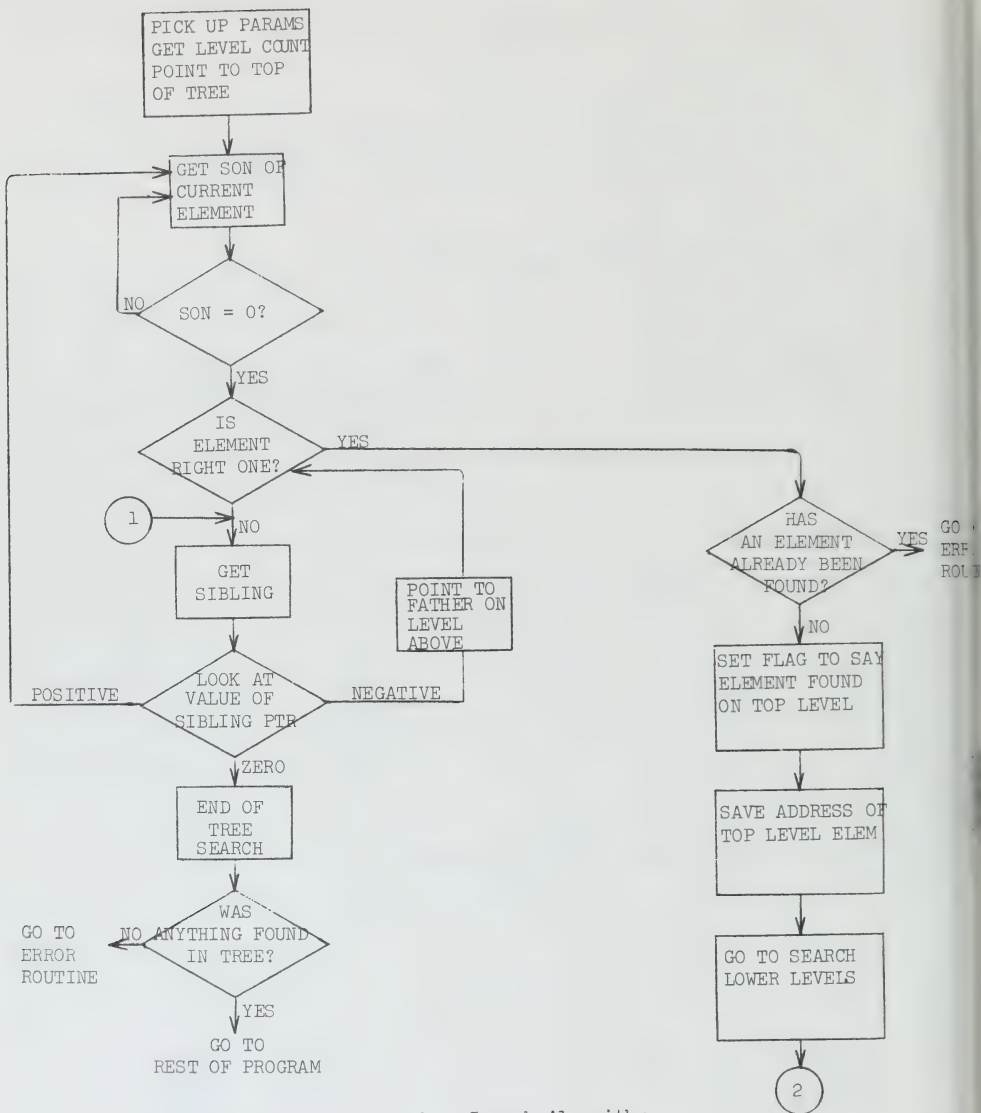 PICK UP PARAMS
GET LEVEL COUNT
POINT TO TOP
OF TREE
GET SON OF
CURRENT
ELEMENT
NO
SON = 0?
YES
IS
ELEMENT
RIGHT ONE?
YES
1
NO
GET
SIBLING
POINT TO
FATHER ON
LEVEL
ABOVE
HAS
AN ELEMENT
ALREADY BEEN
FOUND?
YES
GO
ERR
NO
POSITIVE
LOOK AT
VALUE OF
SIBLING PTR
NEGATIVE
SET FLAG TO SAY
ELEMENT FOUND
ON TOP LEVEL
ZERO
END OF
TREE
SEARCH
SAVE ADDRESS OF
TOP LEVEL ELEM
GO TO
ERROR
ROUTINE
NO
WAS
ANYTHING FOUND
IN TREE?
GO TO SEARCH
LOWER LEVELS
YES
GO TO
REST OF PROGRAM
2